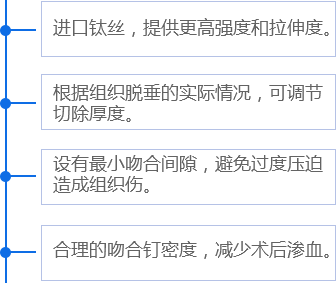 进口钛丝，提供更高强度和拉伸度。
根据组织脱垂的实际情况，可调节
切除厚度。
设有最小吻合间隙，避免过度压迫
造成组织伤。
合理的吻合钉密度，减少术后渗血。